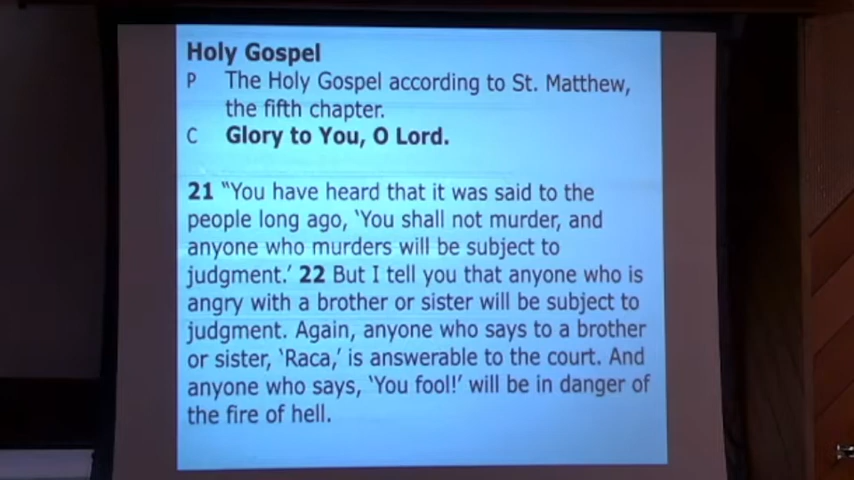 Holy Gospel
P The Holy Gospel according to St. Matthew,
the fifth chapter.
C Glory to You, O Lord.
21 “You have heard that it was said to the
people long ago, ‘You shall not murder, and
anyone who murders will be subject to
judgment.’ 22 But I tell you that anyone who is
angry with a brother or sister will be subject to
judgment. Again, anyone who says to a brother
or sister, ‘Raca,’ is answerable to the court. And
anyone who says, ‘You fool!’ will be in danger of
the fire of hell.